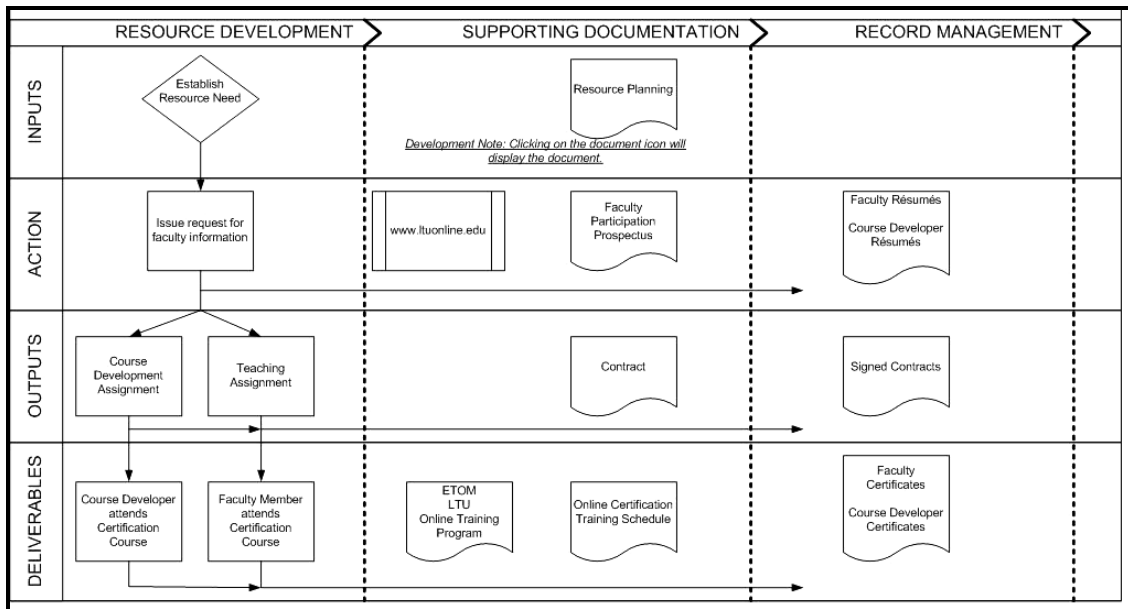 RESOURCE DEVELOPMENT
SUPPORTING DOCUMENTATION
RECORD MANAGEMENT
INPUTS
Establish
Resource Need
Resource Planning
Development Note: Clicking on the document icon will
display the document.
ACTION
Issue request for
faculty information
www.ltuonline.edu
Faculty
Participation
Prospectus
Faculty Résumés
Course Developer
Résumés
OUTPUTS
Course
Development
Assignment
Teaching
Assignment
Contract
Signed Contracts
DELIVERABLES
Course Developer
attends
Certification
Course
Faculty Member
attends
Certification
Course
ETOM
LTU
Online Training
Program
Online Certification
Training Schedule
Faculty
Certificates
Course Developer
Certificates